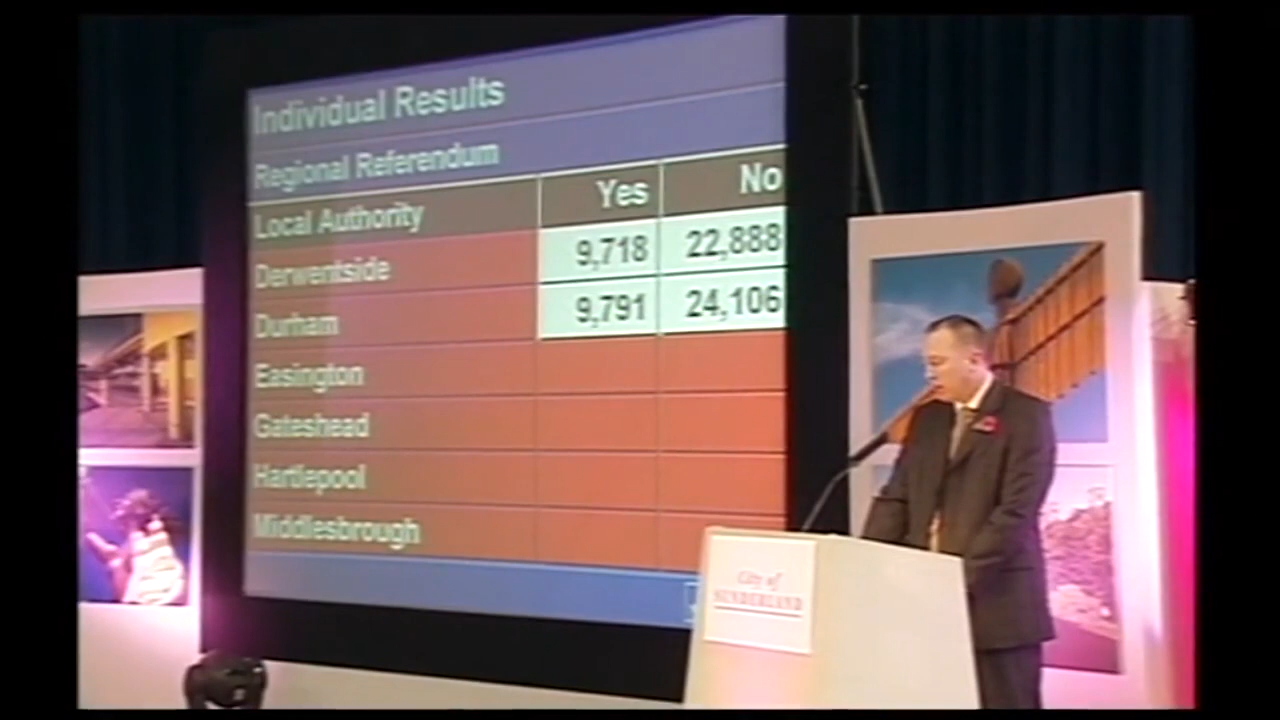 Individual Results
Regional Referendum
Local Authority Yes No
Derwentside 9,718 22,888
Durham 9,791 24,106
Easington
Gateshead
Hartlepool
Middlesbrough
City of
SUNDERLAND